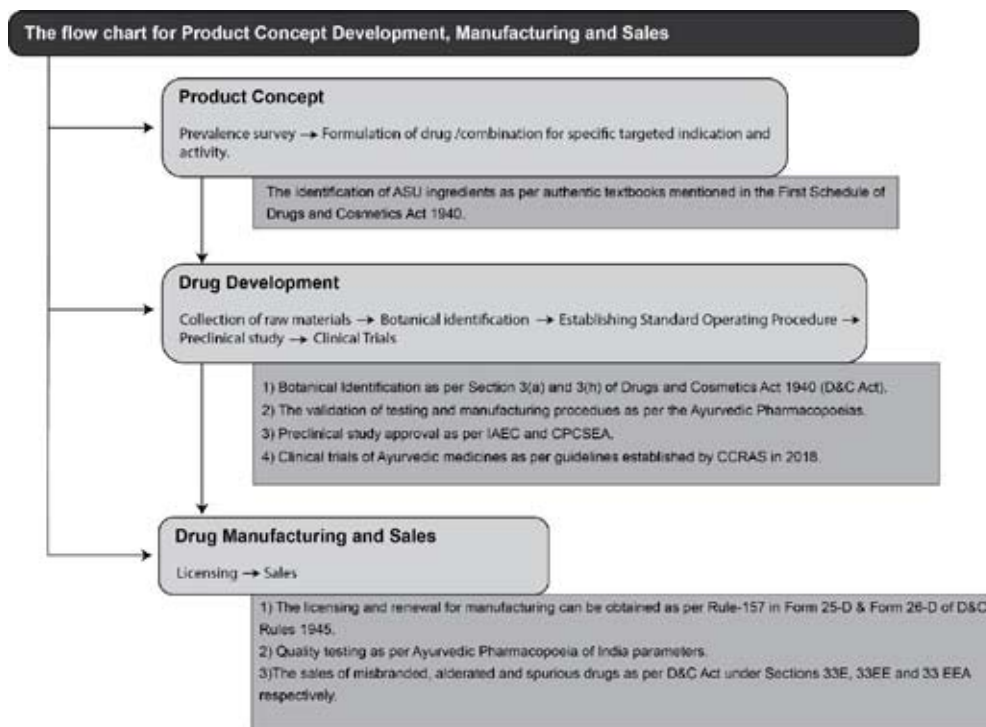 The flow chart for Product Concept Development, Manufacturing and Sales
Product Concept
Prevalence survey → Formulation of drug /combination for specific targeted indication and
activity.
The identification of ASU ingredients as per authentic textbooks mentioned in the First Schedule of
Drugs and Cosmetics Act 1940.
Drug Development
Collection of raw materials → Botanical identification → Establishing Standard Operating Procedure →
Preclinical study → Clinical Trials
1) Botanical Identification as per Section 3(a) and 3(h) of Drugs and Cosmetics Act 1940 (D&C Act).
2) The validation of testing and manufacturing procedues as per the Ayurvedic Pharmacopoeias.
3) Preclinical study approval as per IAEC and CPCSEA.
4) Clinical trials of Ayurvedic medicines as per guidelines established by CCRAS in 2018.
Drug Manufacturing and Sales
Licensing → Sales
1) The licensing and renewal for manufacturing can be obtained as per Rule-157 in Form 25-D & Form 26-D of D&C
Rules 1945.
2) Quality testing as per Ayurvedic Pharmacopoeia of India parameters.
3)The sales of misbranded, alderated and spurious drugs as per D&C Act under Sections 33E, 33EE and 33 EEA
respectively.